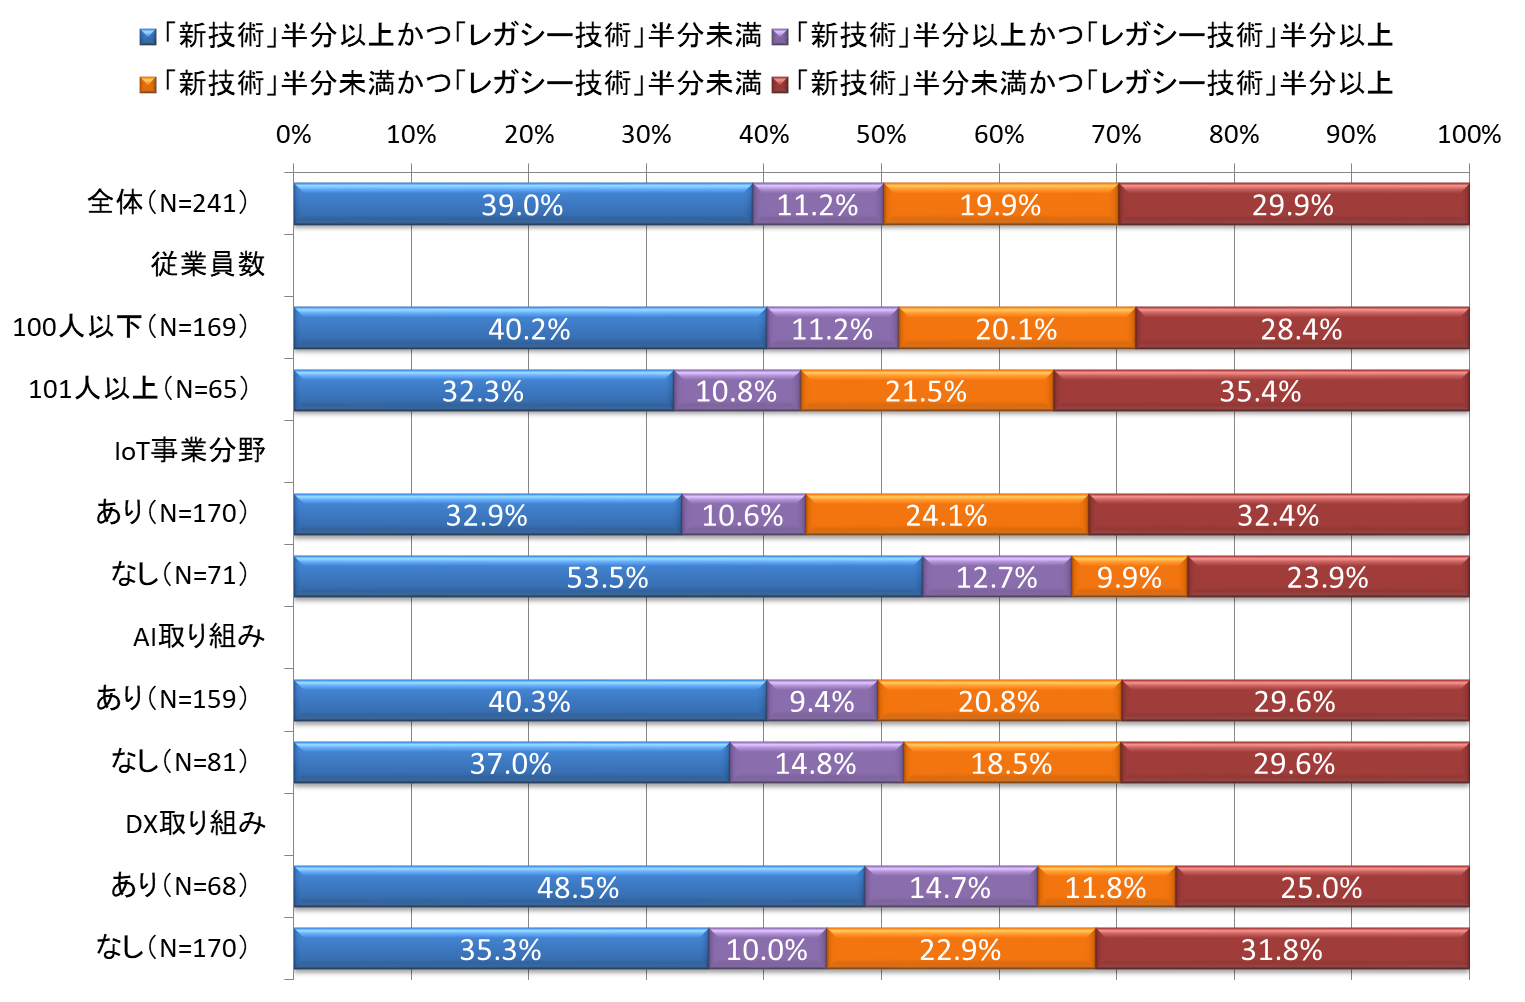 「新技術」半分以上かつ「レガシー技術」半分未満 「新技術」半分以上かつ「レガシー技術」半分以上
「新技術」半分未満かつ「レガシー技術」半分未満 「新技術」半分未満かつ「レガシー技術」半分以上
0% 10% 20% 30% 40% 50% 60% 70% 80% 90% 100%
全体（N=241） 39.0% 11.2% 19.9% 29.9%
従業員数
100人以下（N=169） 40.2% 11.2% 20.1% 28.4%
101人以上（N=65） 32.3% 10.8% 21.5% 35.4%
IoT事業分野
あり（N=170） 32.9% 10.6% 24.1% 32.4%
なし（N=71） 53.5% 12.7% 9.9% 23.9%
AI取り組み
あり（N=159） 40.3% 9.4% 20.8% 29.6%
なし（N=81） 37.0% 14.8% 18.5% 29.6%
DX取り組み
あり（N=68） 48.5% 14.7% 11.8% 25.0%
なし（N=170） 35.3% 10.0% 22.9% 31.8%